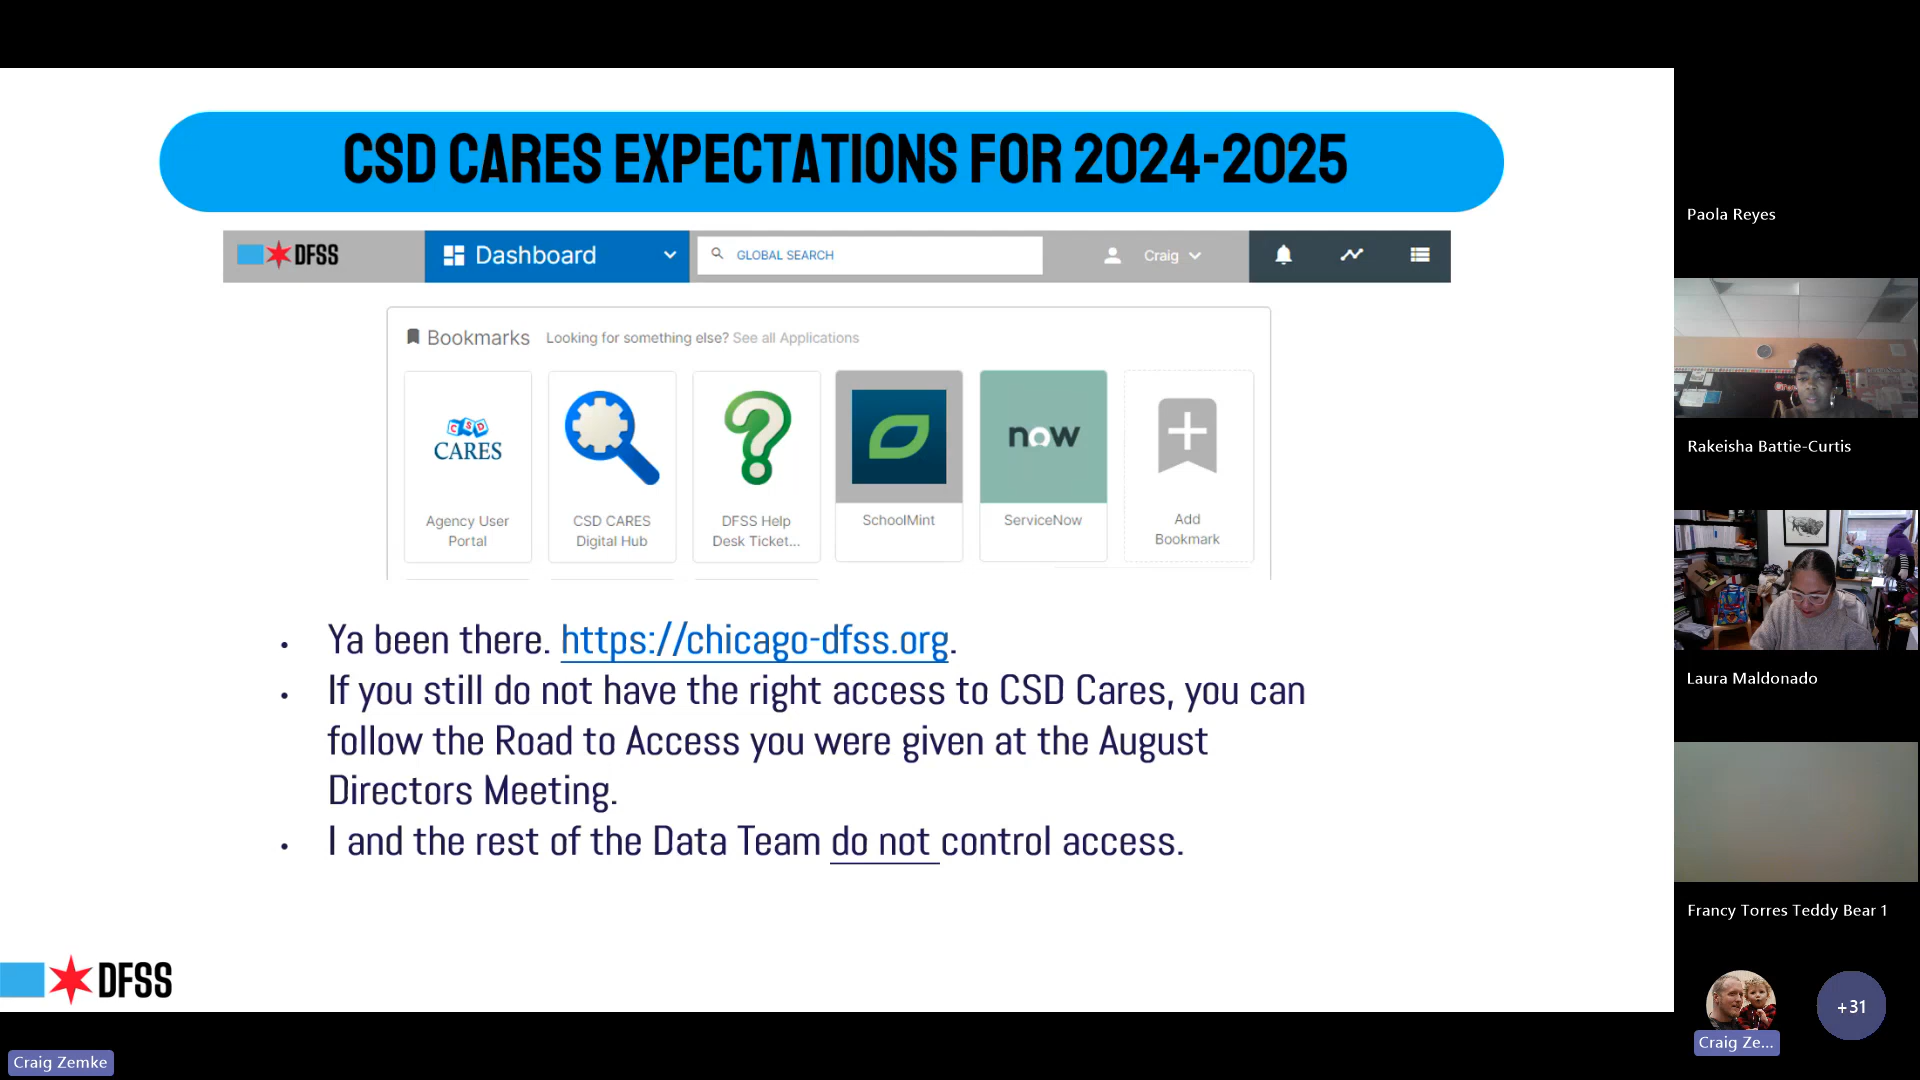 CSD CARES EXPECTATIONS FOR 2024-2025
DFSS
Dashboard
GLOBAL SEARCH
Craig
Bookmarks Looking for something else? See all Applications
CSD
CARES
now
Agency User
Portal
CSD CARES
Digital Hub
DFSS Help
Desk Ticket...
SchoolMint
ServiceNow
Add
Bookmark
• Ya been there. https://chicago-dfss.org.
• If you still do not have the right access to CSD Cares, you can
follow the Road to Access you were given at the August
Directors Meeting.
• I and the rest of the Data Team do not control access.
DFSS
Craig Zemke
Paola Reyes
Rakeisha Battie-Curtis
Laura Maldonado
Francy Torres Teddy Bear 1
Craig Ze...
+31